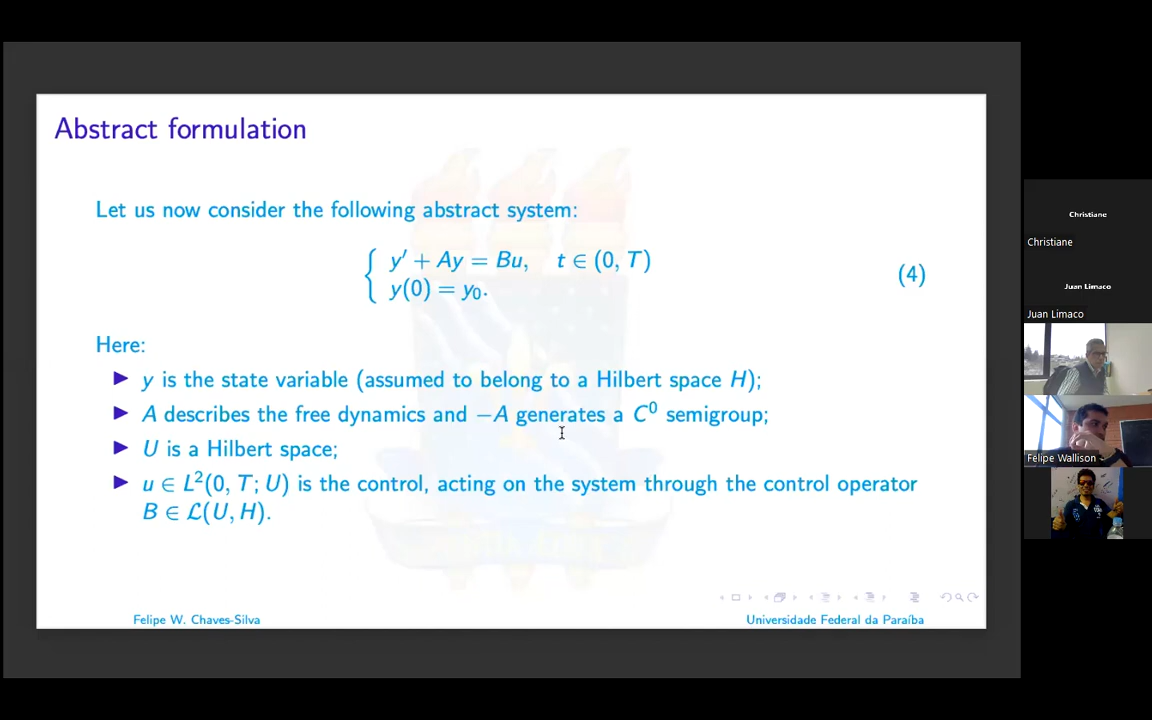 Abstract formulation
Let us now consider the following abstract system:
y′ + Ay = Bu, t ∈ (0, T)
y(0) = y₀.
(4)
Here:
▶ y is the state variable (assumed to belong to a Hilbert space H);
▶ A describes the free dynamics and −A generates a C⁰ semigroup;
▶ U is a Hilbert space;
▶ u ∈ L²(0, T; U) is the control, acting on the system through the control operator
B ∈ 𝓛(U, H).
Felipe W. Chaves-Silva
Universidade Federal da Paraíba
Christiane
Christiane
Juan Limaco
Juan Limaco
Felipe Wallison